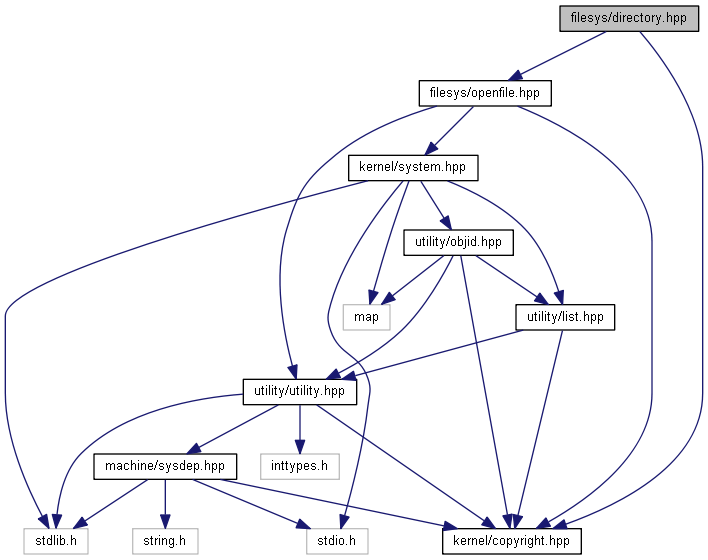 filesys/directory.hpp
filesys/openfile.hpp
kernel/system.hpp
utility/objid.hpp
map
utility/list.hpp
utility/utility.hpp
machine/sysdep.hpp
inttypes.h
stdlib.h
string.h
stdio.h
kernel/copyright.hpp